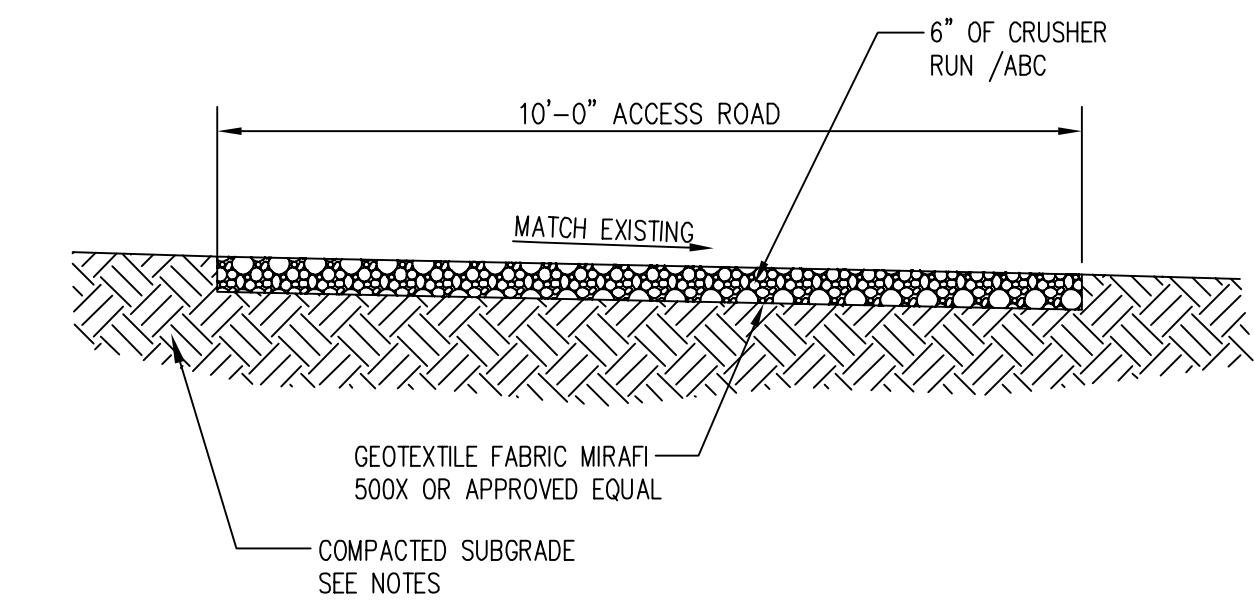 6" OF CRUSHER
RUN /ABC
10'-0" ACCESS ROAD
MATCH EXISTING
GEOTEXTILE FABRIC MIRAFI
500X OR APPROVED EQUAL
COMPACTED SUBGRADE
SEE NOTES